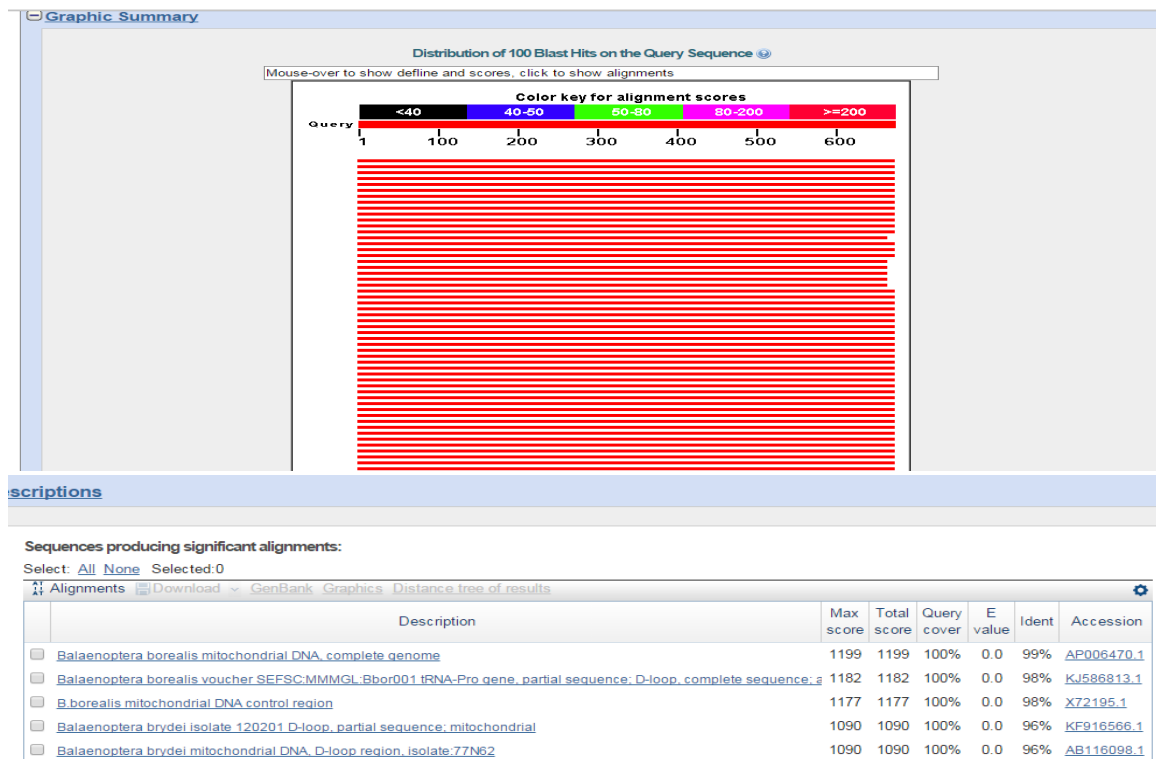 Graphic Summary
Distribution of 100 Blast Hits on the Query Sequence
Mouse-over to show defline and scores, click to show alignments
Color key for alignment scores
<40 40-50 50-80 80-200 >=200
Query
1 100 200 300 400 500 600
escriptions
Sequences producing significant alignments:
Select: All None Selected:0
Alignments Download GenBank Graphics Distance tree of results
Description Max score Total score Query cover E value Ident Accession
Balaenoptera borealis mitochondrial DNA, complete genome 1199 1199 100% 0.0 99% AP006470.1
Balaenoptera borealis voucher SEFSC:MMMGL:Bbor001 tRNA-Pro gene, partial sequence; D-loop, complete sequence; a 1182 1182 100% 0.0 98% KJ586813.1
B.borealis mitochondrial DNA control region 1177 1177 100% 0.0 98% X72195.1
Balaenoptera brydei isolate 120201 D-loop, partial sequence; mitochondrial 1090 1090 100% 0.0 96% KF916566.1
Balaenoptera brydei mitochondrial DNA, D-loop region, isolate:77N62 1090 1090 100% 0.0 96% AB116098.1